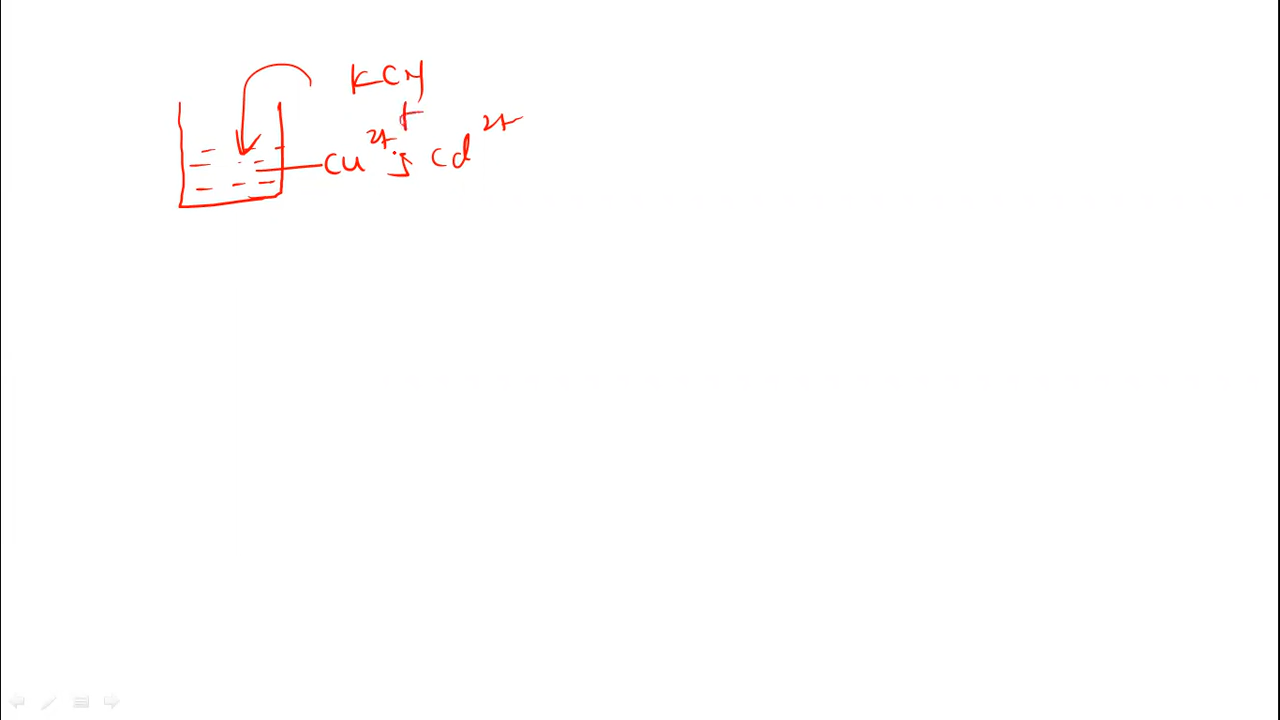 KCN
+
Cu²⁺ ; Cd²⁺